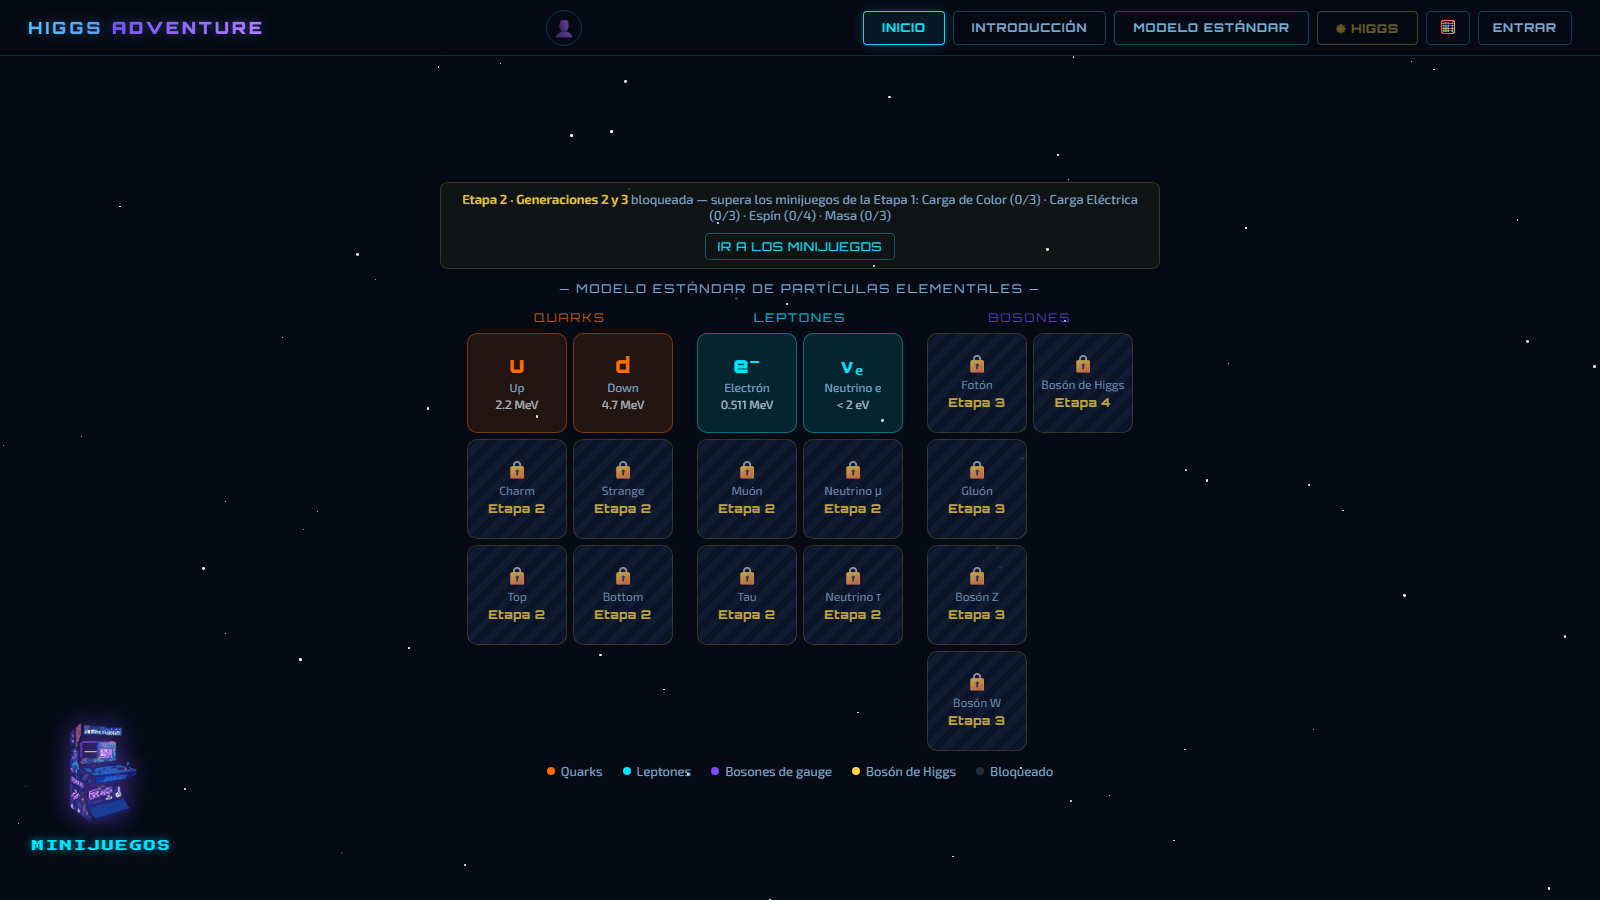 HIGGS ADVENTURE
INICIO
INTRODUCCIÓN
MODELO ESTÁNDAR
HIGGS
ENTRAR
Etapa 2 · Generaciones 2 y 3 bloqueada — supera los minijuegos de la Etapa 1: Carga de Color (0/3) · Carga Eléctrica
(0/3) · Espín (0/4) · Masa (0/3)
IR A LOS MINIJUEGOS
— MODELO ESTÁNDAR DE PARTÍCULAS ELEMENTALES —
QUARKS
LEPTONES
BOSONES
u
Up
2.2 MeV
d
Down
4.7 MeV
e⁻
Electrón
0.511 MeV
νₑ
Neutrino e
< 2 eV
Fotón
Etapa 3
Bosón de Higgs
Etapa 4
Charm
Etapa 2
Strange
Etapa 2
Muón
Etapa 2
Neutrino μ
Etapa 2
Gluón
Etapa 3
Top
Etapa 2
Bottom
Etapa 2
Tau
Etapa 2
Neutrino τ
Etapa 2
Bosón Z
Etapa 3
Bosón W
Etapa 3
Quarks
Leptones
Bosones de gauge
Bosón de Higgs
Bloqueado
MINIJUEGOS